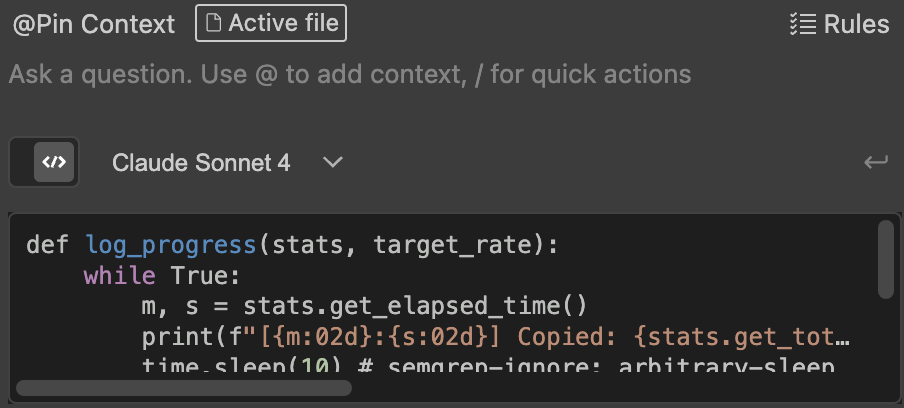 @Pin Context Active file Rules
Ask a question. Use @ to add context, / for quick actions
</> Claude Sonnet 4
def log_progress(stats, target_rate):
    while True:
        m, s = stats.get_elapsed_time()
        print(f"[{m:02d}:{s:02d}] Copied: {stats.get_tot…
        time.sleep(10) # semgrep-ignore: arbitrary-sleep